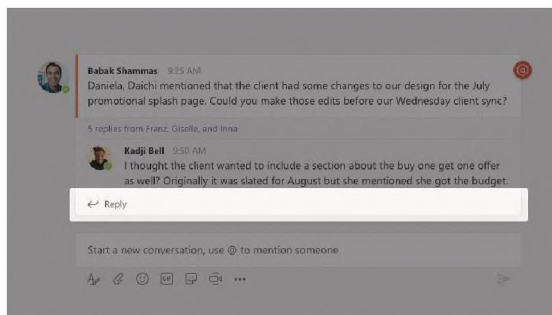 Babak Shammas 9:25 AM
Daniela, Daichi mentioned that the client had some changes to our design for the July
promotional splash page. Could you make those edits before our Wednesday client sync?
5 replies from Franz, Giselle, and Inna
Kadji Bell 9:50 AM
I thought the client wanted to include a section about the buy one get one offer
as well? Originally it was slated for August but she mentioned she got the budget.
Reply
Start a new conversation, use @ to mention someone
GIF